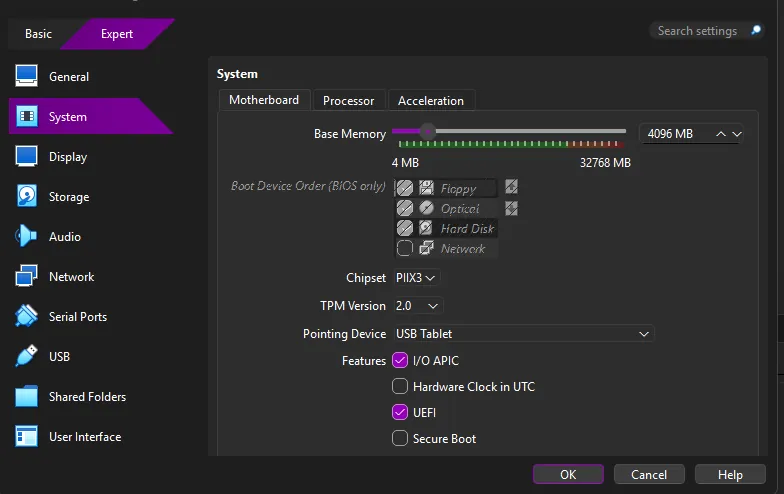 Basic Expert Search settings
General
System
Display
Storage
Audio
Network
Serial Ports
USB
Shared Folders
User Interface
System
Motherboard Processor Acceleration
Base Memory 4096 MB
4 MB 32768 MB
Boot Device Order (BIOS only) Floppy
Optical
Hard Disk
Network
Chipset PIIX3
TPM Version 2.0
Pointing Device USB Tablet
Features I/O APIC
Hardware Clock in UTC
UEFI
Secure Boot
OK Cancel Help